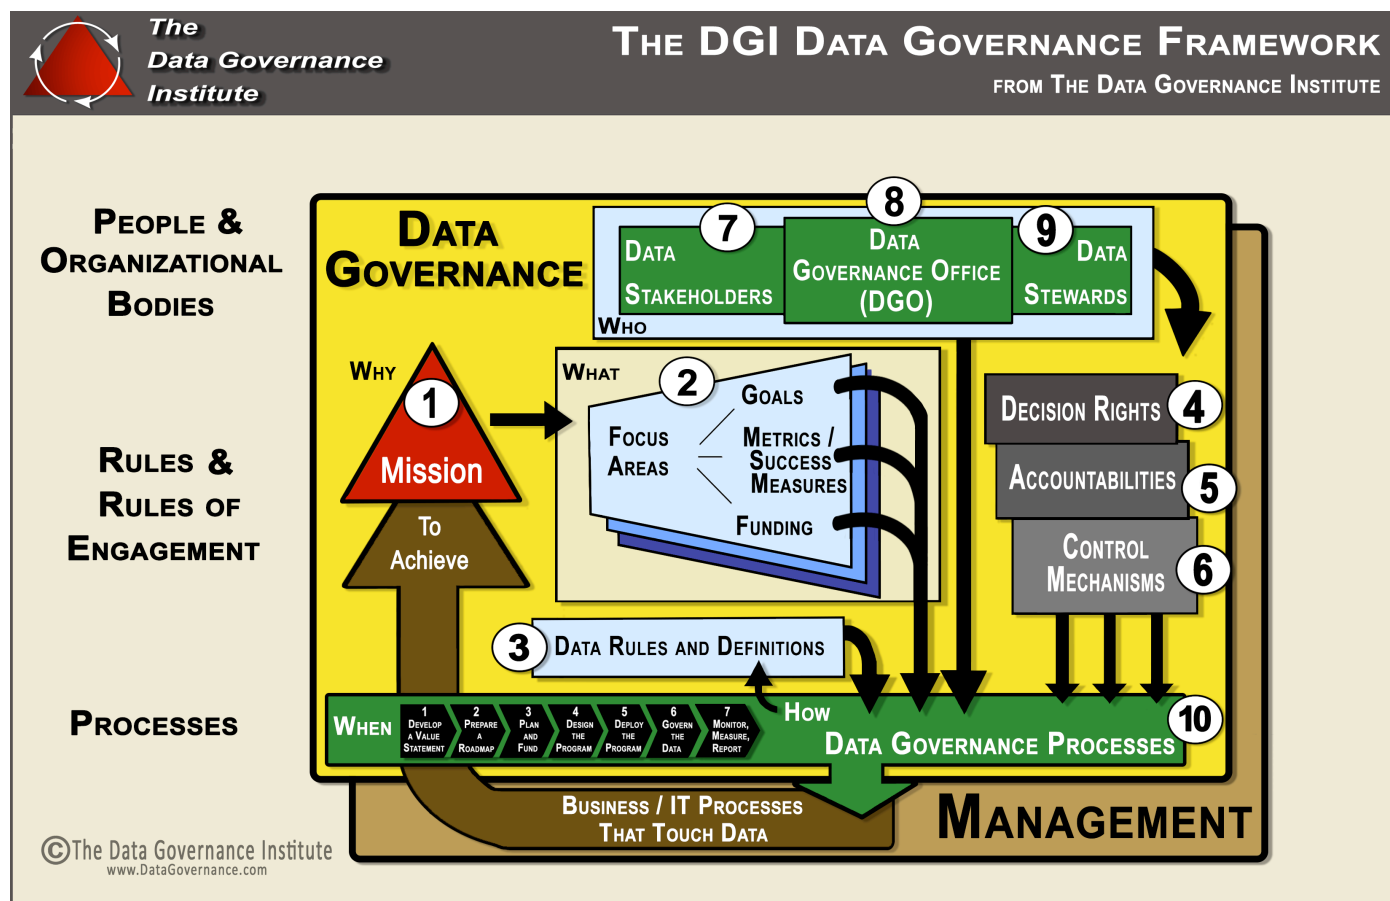 The
Data Governance
Institute
THE DGI DATA GOVERNANCE FRAMEWORK
FROM THE DATA GOVERNANCE INSTITUTE
PEOPLE &
ORGANIZATIONAL
BODIES
RULES &
RULES OF
ENGAGEMENT
PROCESSES
DATA
GOVERNANCE
7
DATA
STAKEHOLDERS
8
DATA
GOVERNANCE OFFICE
(DGO)
9
DATA
STEWARDS
WHO
WHY
1
Mission
To
Achieve
WHAT
2
FOCUS
AREAS
GOALS
METRICS /
SUCCESS
MEASURES
FUNDING
DECISION RIGHTS
4
ACCOUNTABILITIES
5
CONTROL
MECHANISMS
6
3
DATA RULES AND DEFINITIONS
WHEN
1
DEVELOP
A VALUE
STATEMENT
2
PREPARE
A
ROADMAP
3
PLAN
AND
FUND
4
DESIGN
THE
PROGRAM
5
DEPLOY
THE
PROGRAM
6
GOVERN
THE
DATA
7
MONITOR,
MEASURE,
REPORT
HOW
DATA GOVERNANCE PROCESSES
10
BUSINESS / IT PROCESSES
THAT TOUCH DATA
MANAGEMENT
©The Data Governance Institute
www.DataGovernance.com